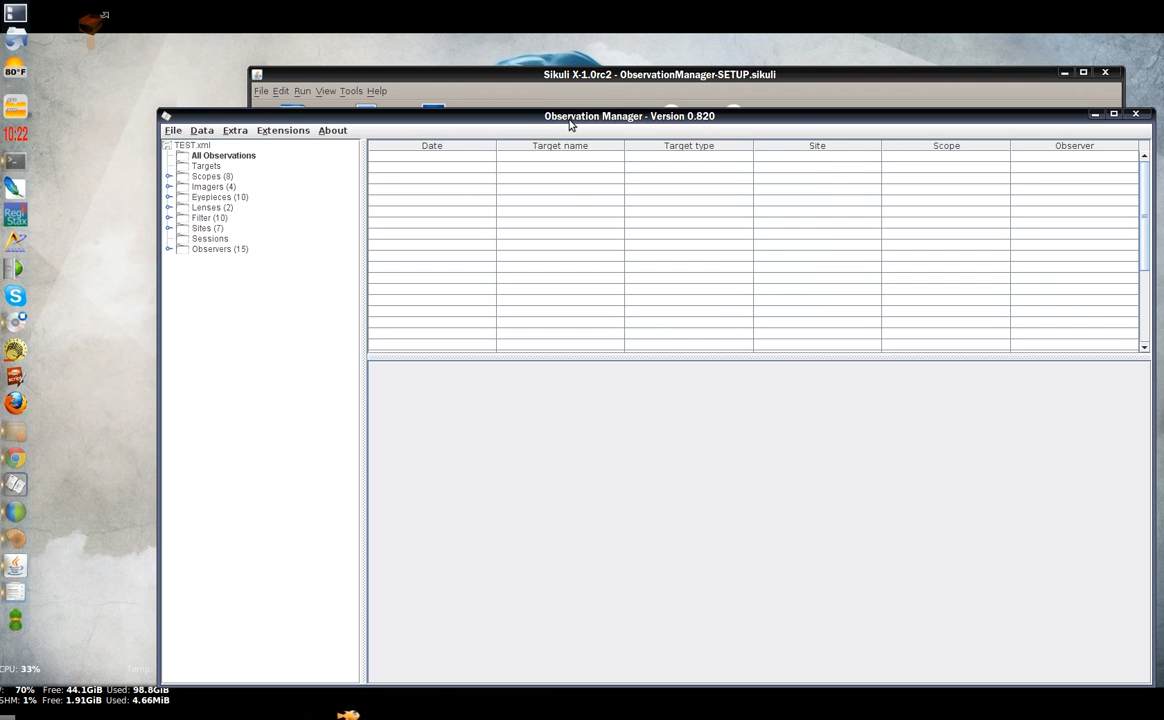 80°F
10:22
Regi
Stax
Sikuli X-1.0rc2 - ObservationManager-SETUP.sikuli
File Edit Run View Tools Help
Observation Manager - Version 0.820
File Data Extra Extensions About
TEST.xml
All Observations
Targets
Scopes (8)
Imagers (4)
Eyepieces (10)
Lenses (2)
Filter (10)
Sites (7)
Sessions
Observers (15)
Date Target name Target type Site Scope Observer
CPU: 33% Temp
70% Free: 44.1GiB Used: 98.8GiB
SHM: 1% Free: 1.91GiB Used: 4.66MiB